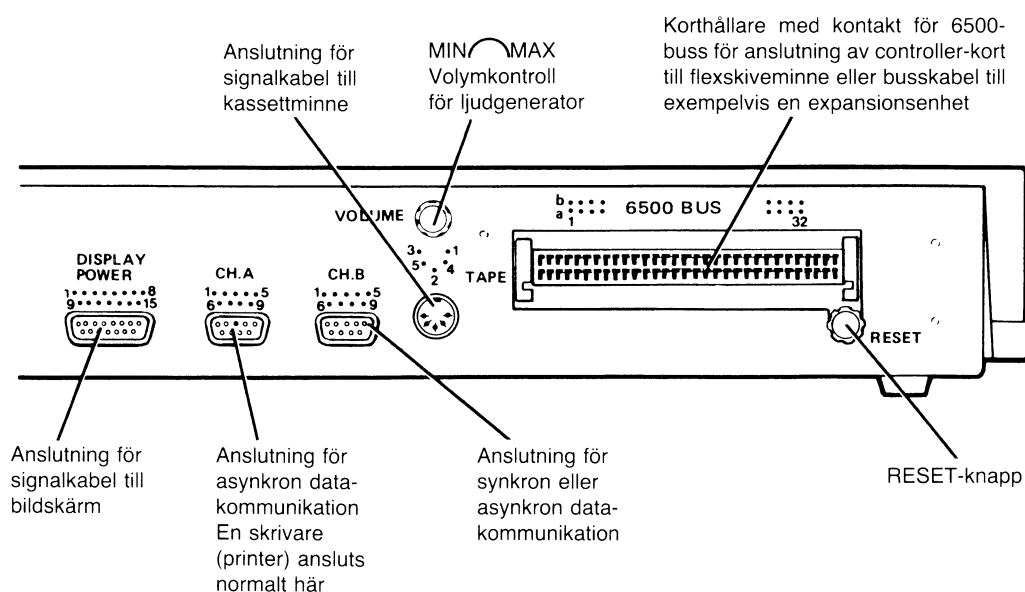 Anslutning för
signalkabel till
kassettminne
MIN MAX
Volymkontroll
för ljudgenerator
Korthållare med kontakt för 6500-
buss för anslutning av controller-kort
till flexskiveminne eller busskabel till
exempelvis en expansionsenhet
VOLUME
b
a
1
6500 BUS
32
3 1
5 4
2
TAPE
DISPLAY
POWER
1 8
9 15
CH.A
1 5
6 9
CH.B
1 5
6 9
RESET
Anslutning för
signalkabel till
bildskärm
Anslutning för
asynkron data-
kommunikation
En skrivare
(printer) ansluts
normalt här
Anslutning för
synkron eller
asynkron data-
kommunikation
RESET-knapp